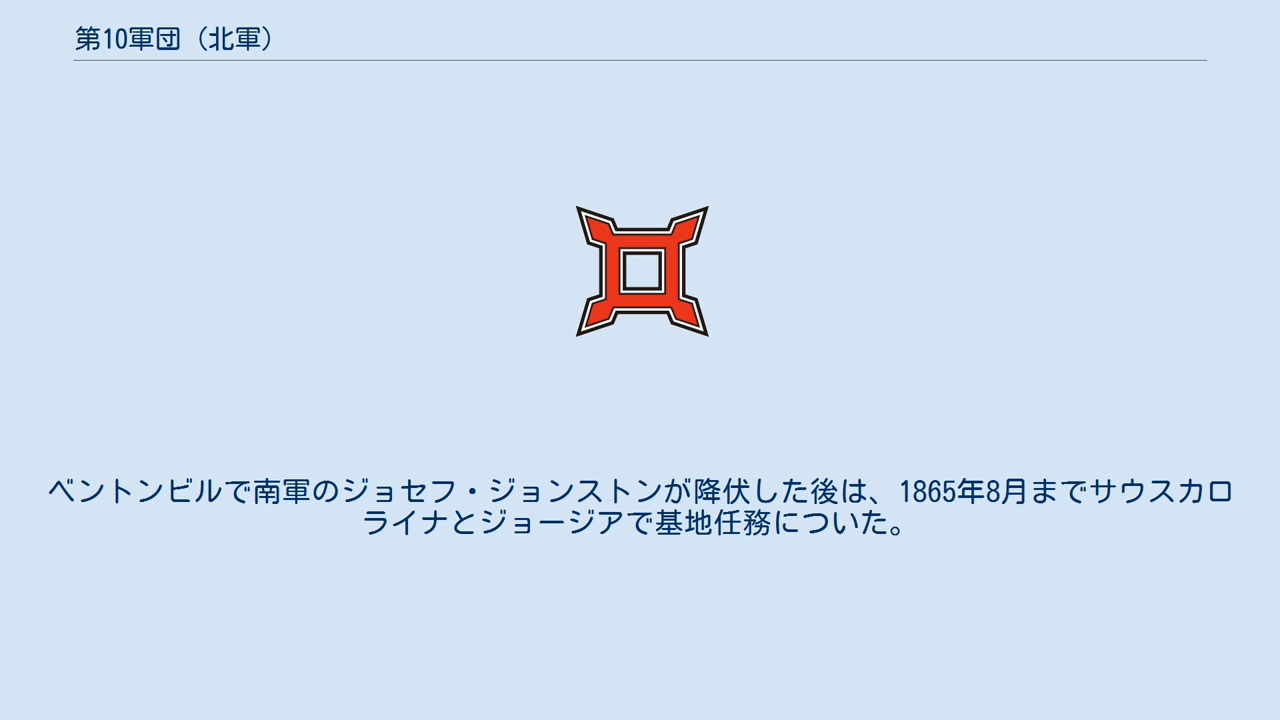 第10軍団（北軍）
ベントンビルで南軍のジョセフ・ジョンストンが降伏した後は、1865年8月までサウスカロ
ライナとジョージアで基地任務についた。